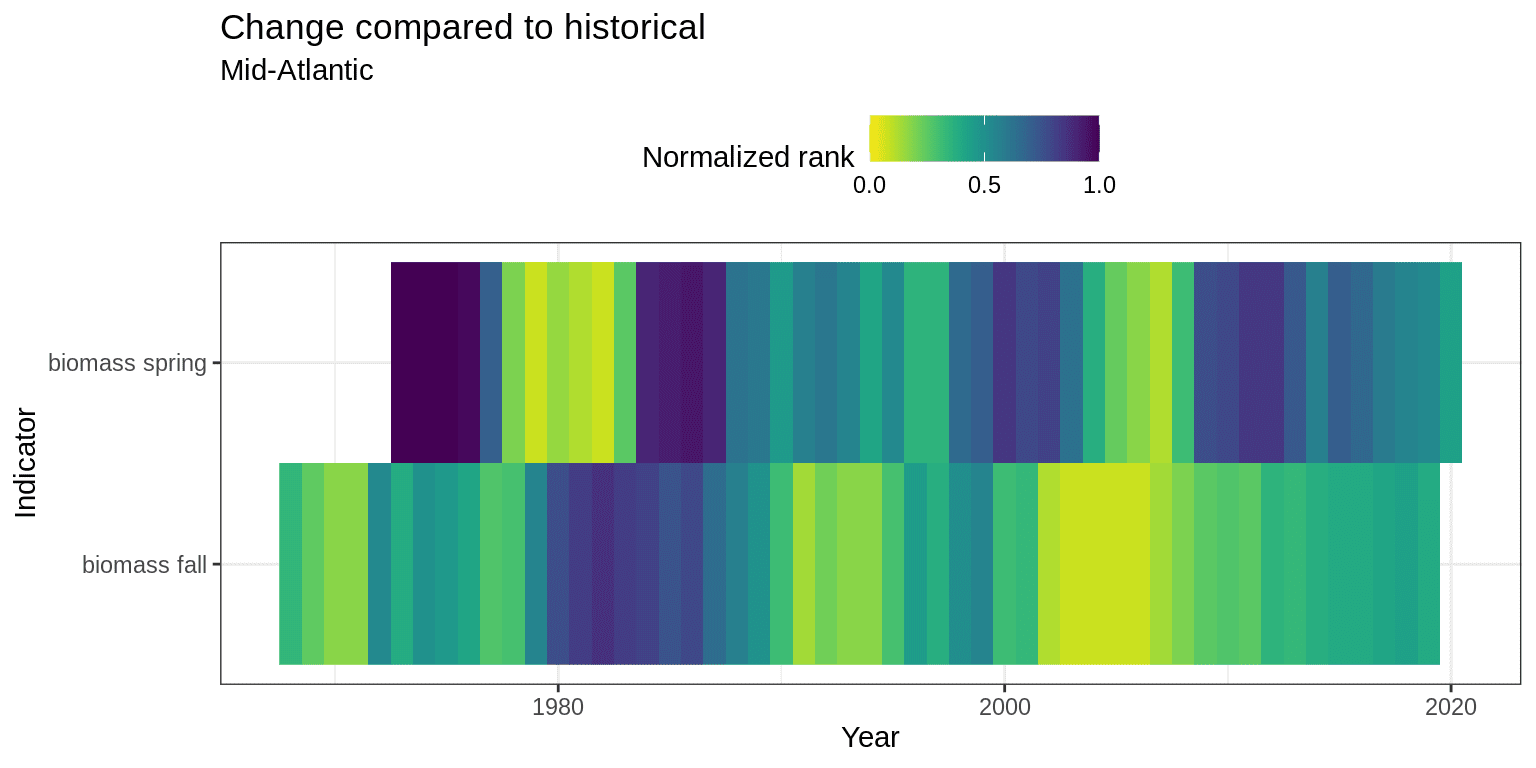 Change compared to historical
Mid-Atlantic
Normalized rank
0.0 0.5 1.0
Indicator
biomass spring
biomass fall
1980 2000 2020
Year